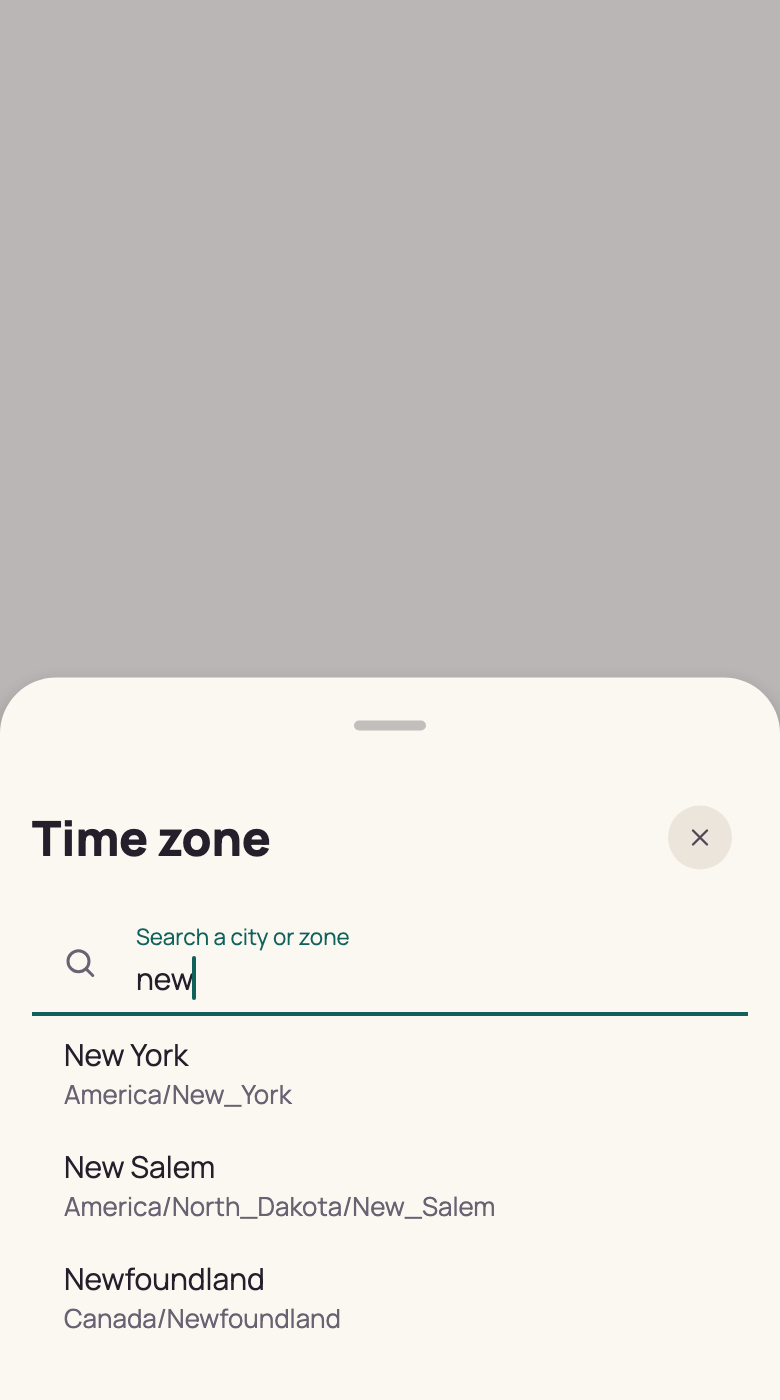 Time zone
Search a city or zone
new
New York
America/New_York
New Salem
America/North_Dakota/New_Salem
Newfoundland
Canada/Newfoundland